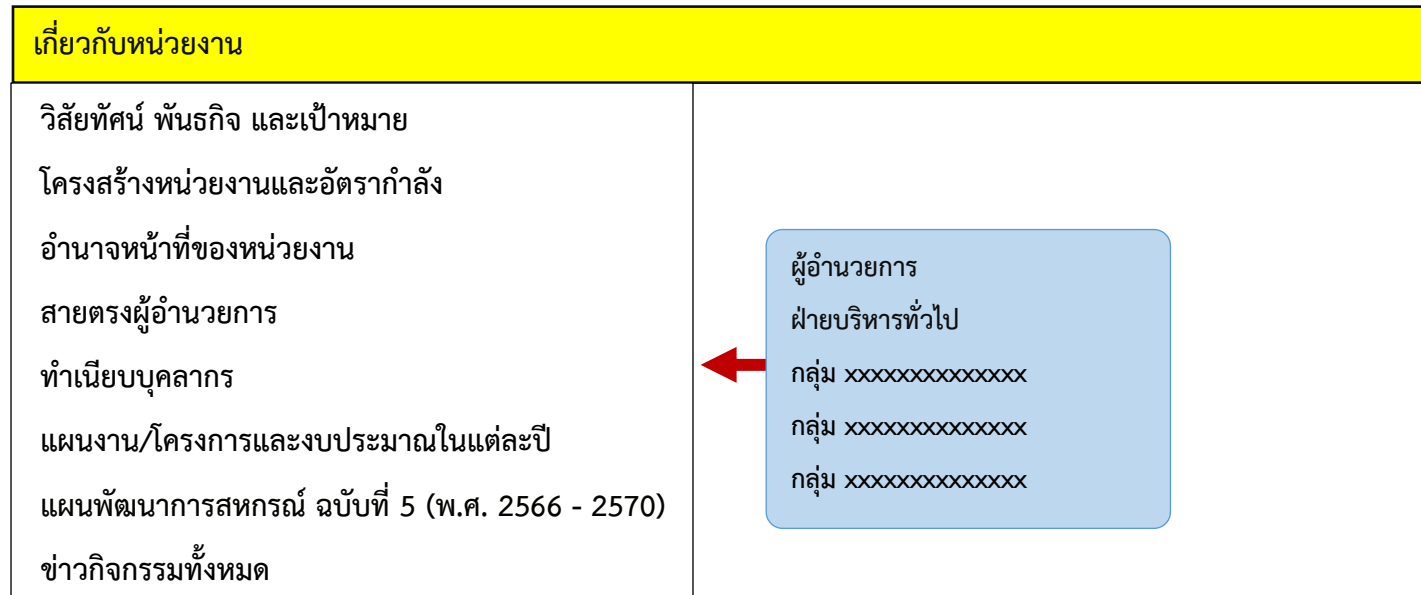 เกี่ยวกับหน่วยงาน
วิสัยทัศน์ พันธกิจ และเป้าหมาย
โครงสร้างหน่วยงานและอัตรากำลัง
อำนาจหน้าที่ของหน่วยงาน
สายตรงผู้อำนวยการ
ทำเนียบบุคลากร
แผนงาน/โครงการและงบประมาณในแต่ละปี
แผนพัฒนาการสหกรณ์ ฉบับที่ 5 (พ.ศ. 2566 - 2570)
ข่าวกิจกรรมทั้งหมด
ผู้อำนวยการ
ฝ่ายบริหารทั่วไป
กลุ่ม xxxxxxxxxxxxxx
กลุ่ม xxxxxxxxxxxxxx
กลุ่ม xxxxxxxxxxxxxx